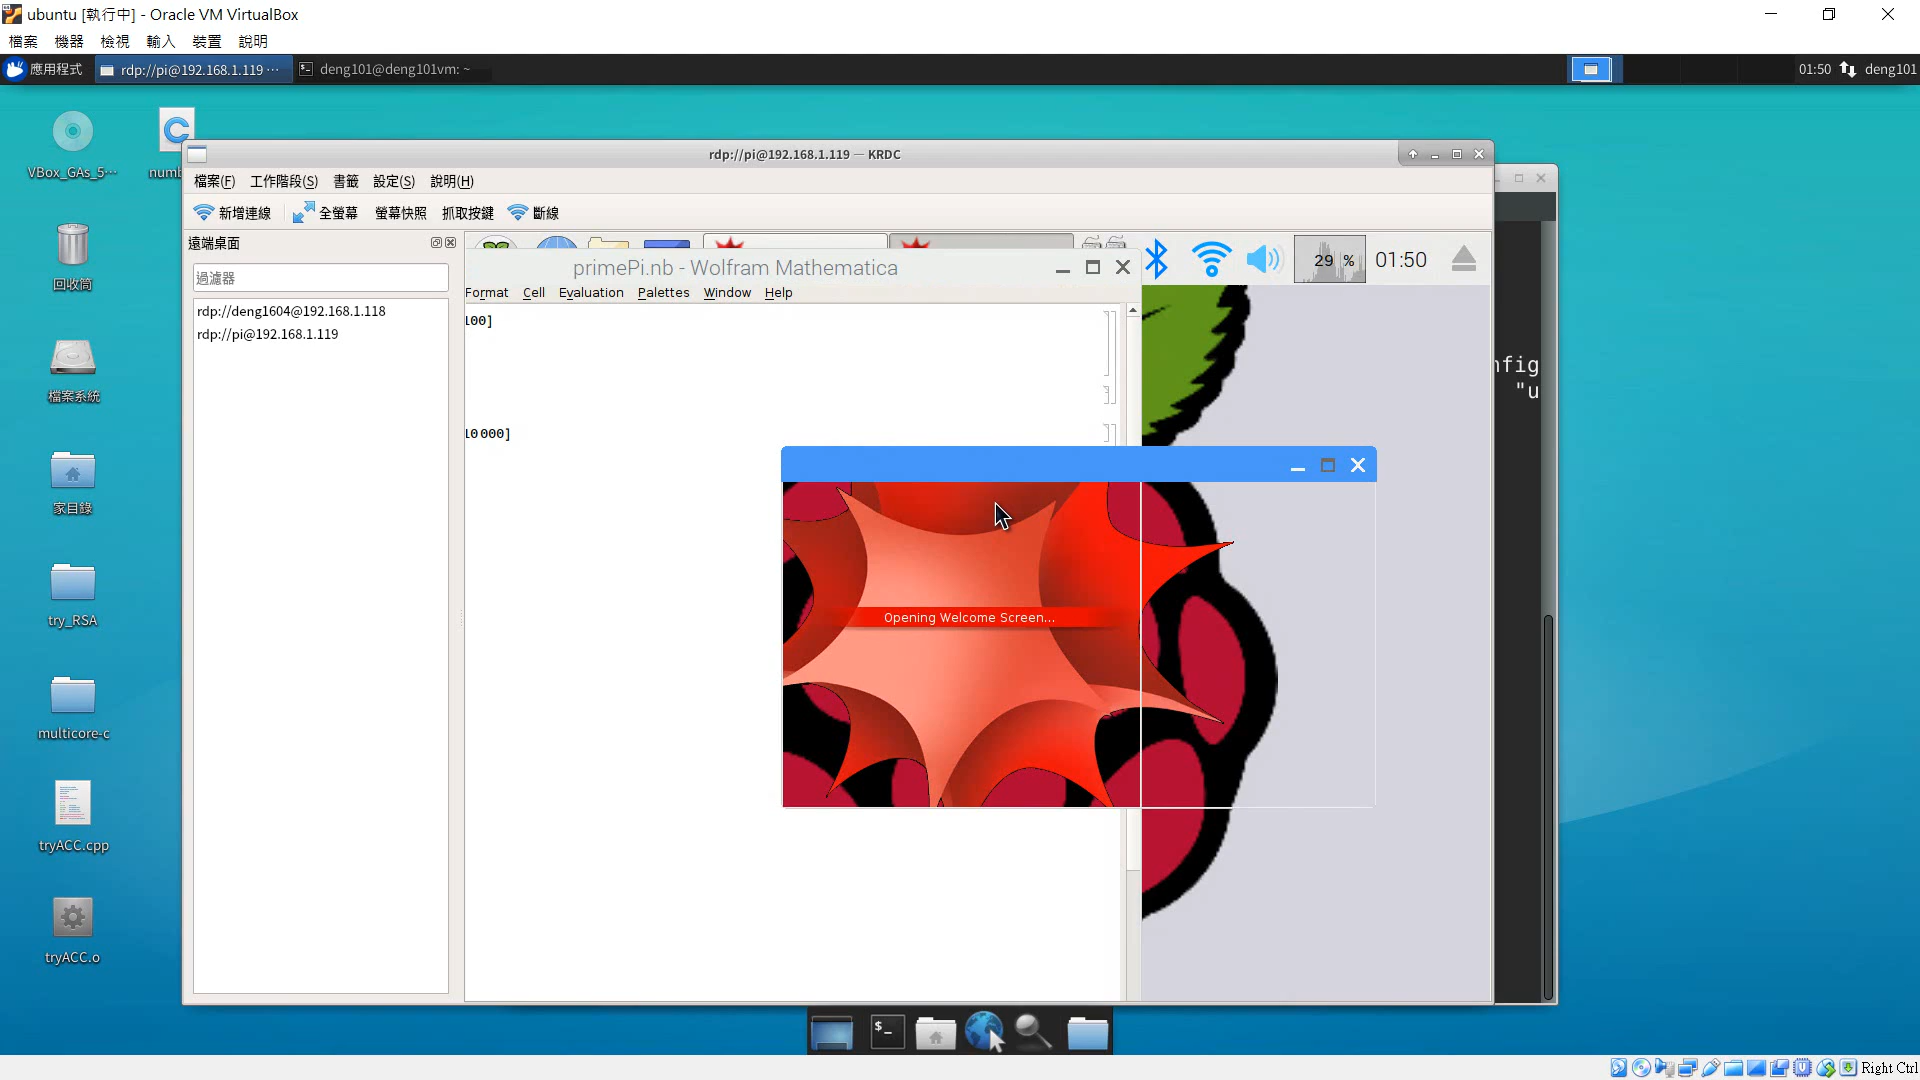 ubuntu [執行中] - Oracle VM VirtualBox
檔案 機器 檢視 輸入 裝置 說明
應用程式 rdp://pi@192.168.1.119 ... deng101@deng101vm: ~ 01:50 deng101
VBox_GAs_5...
回收筒
檔案系統
家目錄
try_RSA
multicore-c
tryACC.cpp
tryACC.o
rdp://pi@192.168.1.119 — KRDC
檔案(F) 工作階段(S) 書籤 設定(S) 說明(H)
新增連線 全螢幕 螢幕快照 抓取按鍵 斷線
遠端桌面
過濾器
rdp://deng1604@192.168.1.118
rdp://pi@192.168.1.119
primePi.nb - Wolfram Mathematica
29 % 01:50
Format Cell Evaluation Palettes Window Help
100]
10 000]
Opening Welcome Screen...
nfig
"u
$_
Right Ctrl